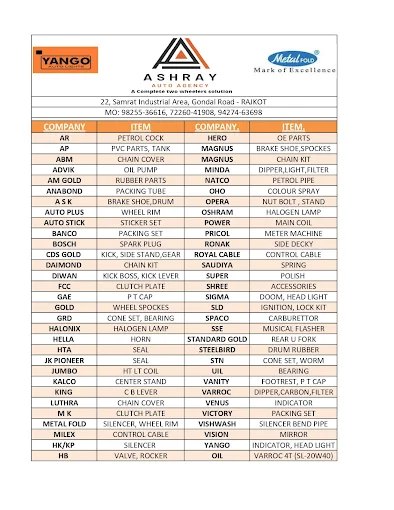 YANGO
ASHRAY
AUTO AGENCY
A Complete two wheelers solution
Metul FOLD
Mark of Excellence
22, Samrat Industrial Area, Gondal Road - RAJKOT
MO: 98255-36616, 72260-41908, 94274-63698
COMPANY ITEM COMPANY. ITEM.
AR PETROL COCK HERO OE PARTS
AP PVC PARTS, TANK MAGNUS BRAKE SHOE,SPOCKES
ABM CHAIN COVER MAGNUS CHAIN KIT
ADVIK OIL PUMP MINDA DIPPER,LIGHT,FILTER
AM GOLD RUBBER PARTS NATCO PETROL PIPE
ANABOND PACKING TUBE OHO COLOUR SPRAY
A S K BRAKE SHOE,DRUM OPERA NUT BOLT , STAND
AUTO PLUS WHEEL RIM OSHRAM HALOGEN LAMP
AUTO STICK STICKER SET POWER MAIN COIL
BANCO PACKING SET PRICOL METER MACHINE
BOSCH SPARK PLUG RONAK SIDE DECKY
CDS GOLD KICK, SIDE STAND,GEAR ROYAL CABLE CONTROL CABLE
DAIMOND CHAIN KIT SAUDIYA SPRING
DIWAN KICK BOSS, KICK LEVER SUPER POLISH
FCC CLUTCH PLATE SHREE ACCESSORIES
GAE P T CAP SIGMA DOOM, HEAD LIGHT
GOLD WHEEL SPOCKES SLD IGNITION, LOCK KIT
GRD CONE SET, BEARING SPACO CARBURETTOR
HALONIX HALOGEN LAMP SSE MUSICAL FLASHER
HELLA HORN STANDARD GOLD REAR U FORK
HTA SEAL STEELBIRD DRUM RUBBER
JK PIONEER SEAL STN CONE SET, WORM
JUMBO HT LT COIL UIL BEARING
KALCO CENTER STAND VANITY FOOTREST, P T CAP
KING C B LEVER VARROC DIPPER,CARBON,FILTER
LUTHRA CHAIN COVER VENUS INDICATOR
M K CLUTCH PLATE VICTORY PACKING SET
METAL FOLD SILENCER, WHEEL RIM VISHWASH SILENCER BEND PIPE
MILEX CONTROL CABLE VISION MIRROR
HK/KP SILENCER YANGO INDICATOR, HEAD LIGHT
HB VALVE, ROCKER OIL VARROC 4T (SL-20W40)